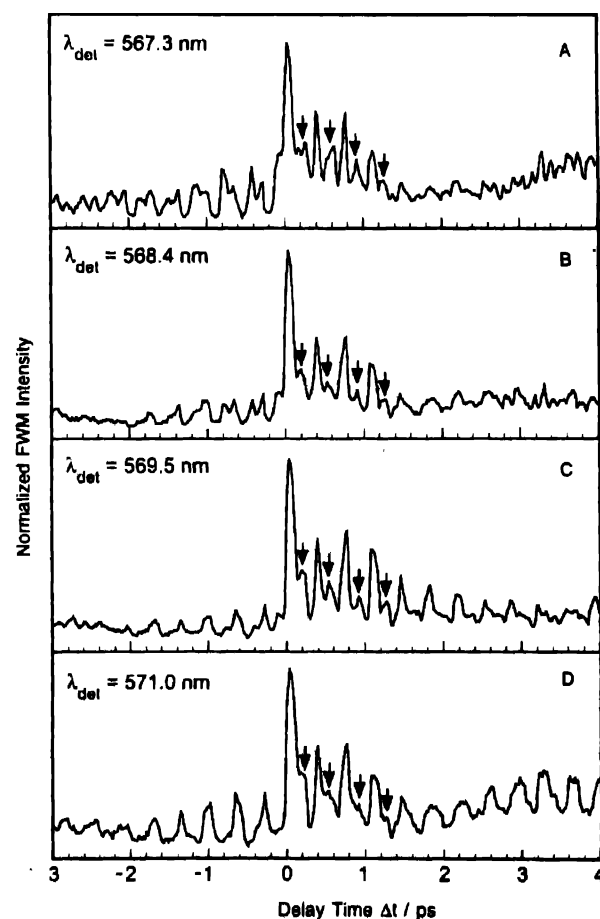 λdet = 567.3 nm
A
λdet = 568.4 nm
B
λdet = 569.5 nm
C
λdet = 571.0 nm
D
Normalized FWM Intensity
-3 -2 -1 0 1 2 3 4
Delay Time Δt / ps